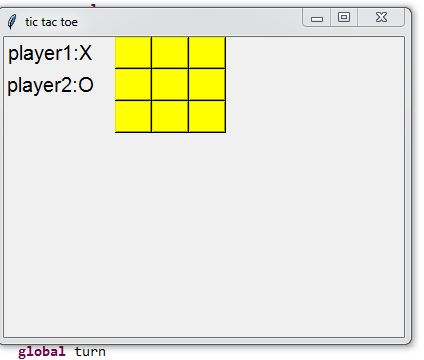 tic tac toe
player1:X
player2:O
global turn